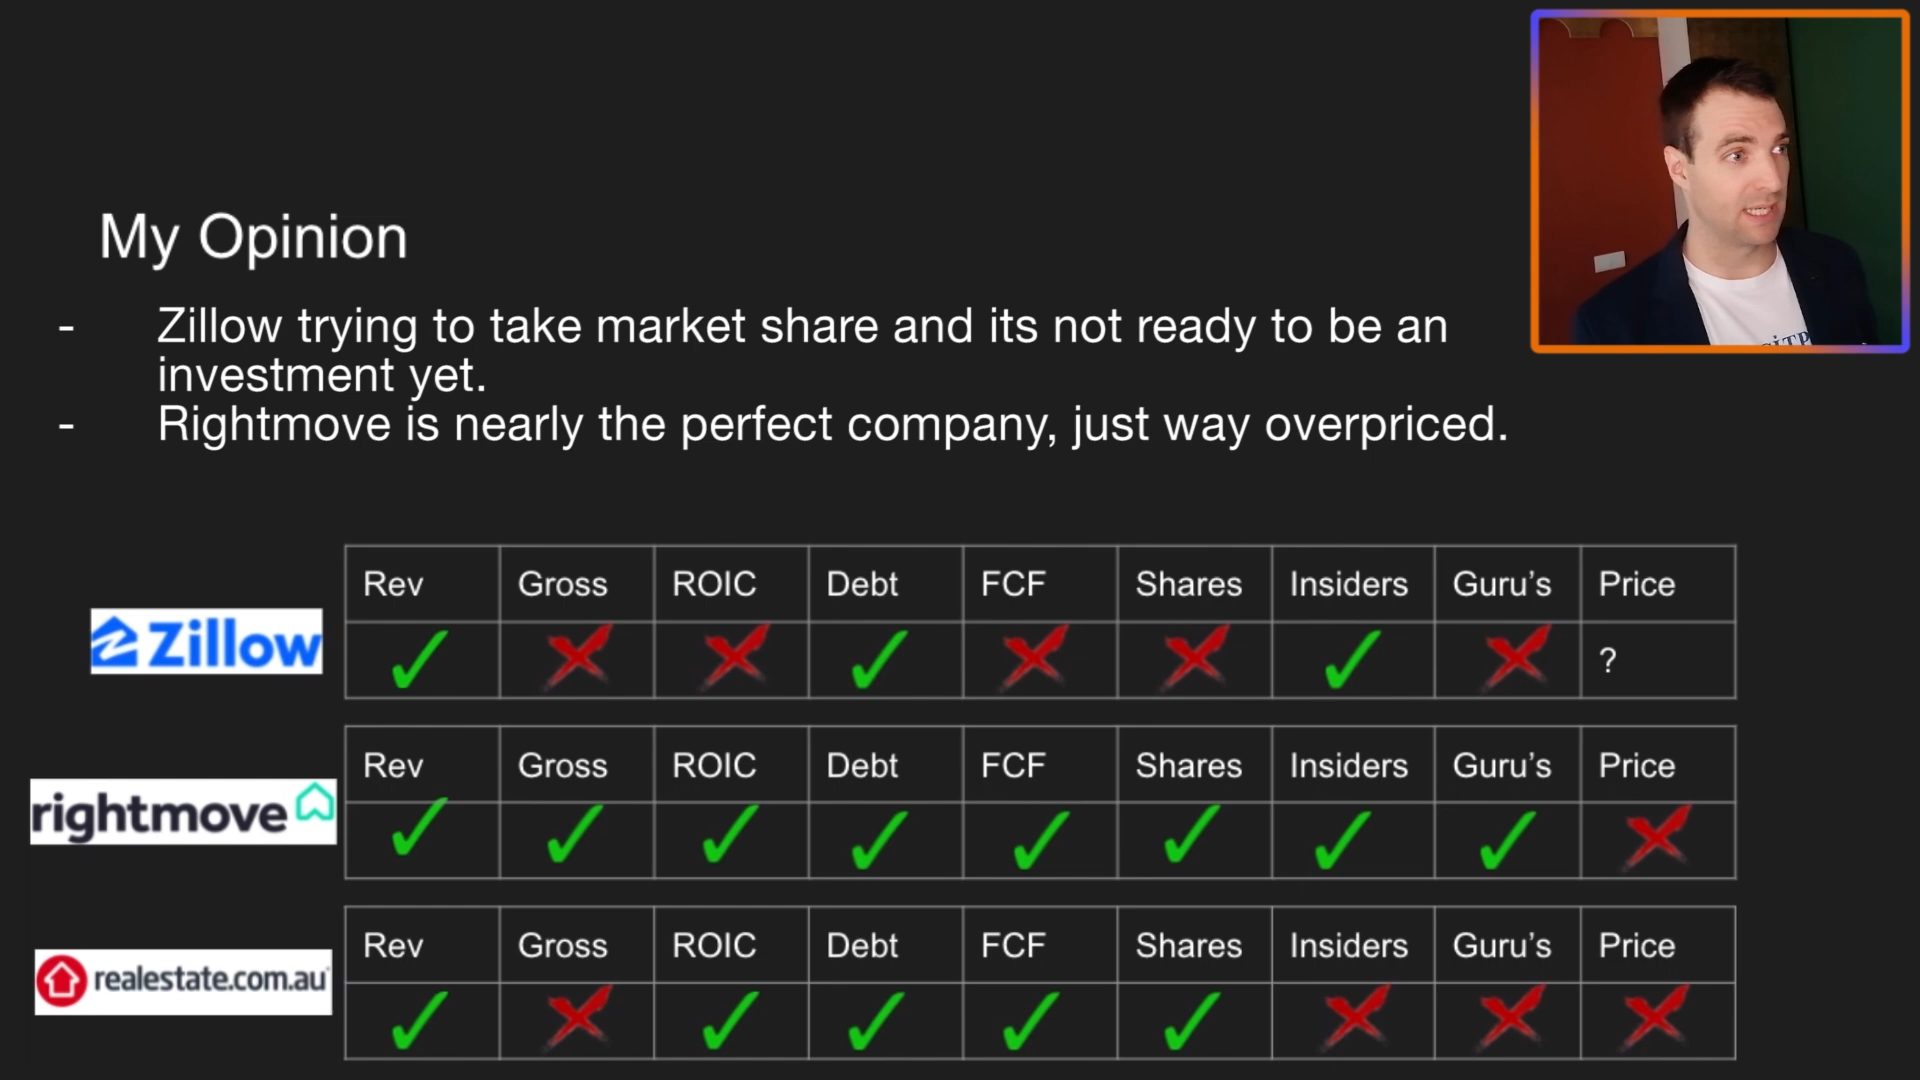 My Opinion
- Zillow trying to take market share and its not ready to be an
investment yet.
- Rightmove is nearly the perfect company, just way overpriced.
Zillow
Rev Gross ROIC Debt FCF Shares Insiders Guru's Price
?
rightmove
Rev Gross ROIC Debt FCF Shares Insiders Guru's Price
realestate.com.au
Rev Gross ROIC Debt FCF Shares Insiders Guru's Price